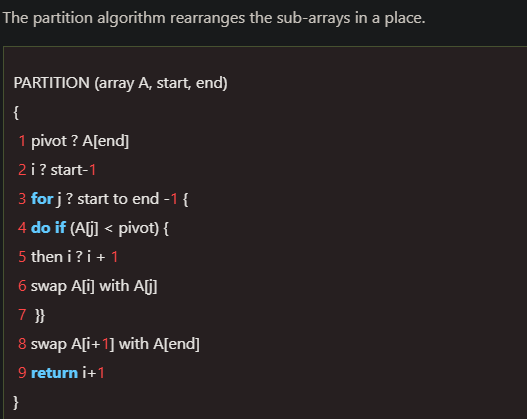 The partition algorithm rearranges the sub-arrays in a place.
PARTITION (array A, start, end)
{
1 pivot ? A[end]
2 i ? start-1
3 for j ? start to end -1 {
4 do if (A[j] < pivot) {
5 then i ? i + 1
6 swap A[i] with A[j]
7 }}
8 swap A[i+1] with A[end]
9 return i+1
}